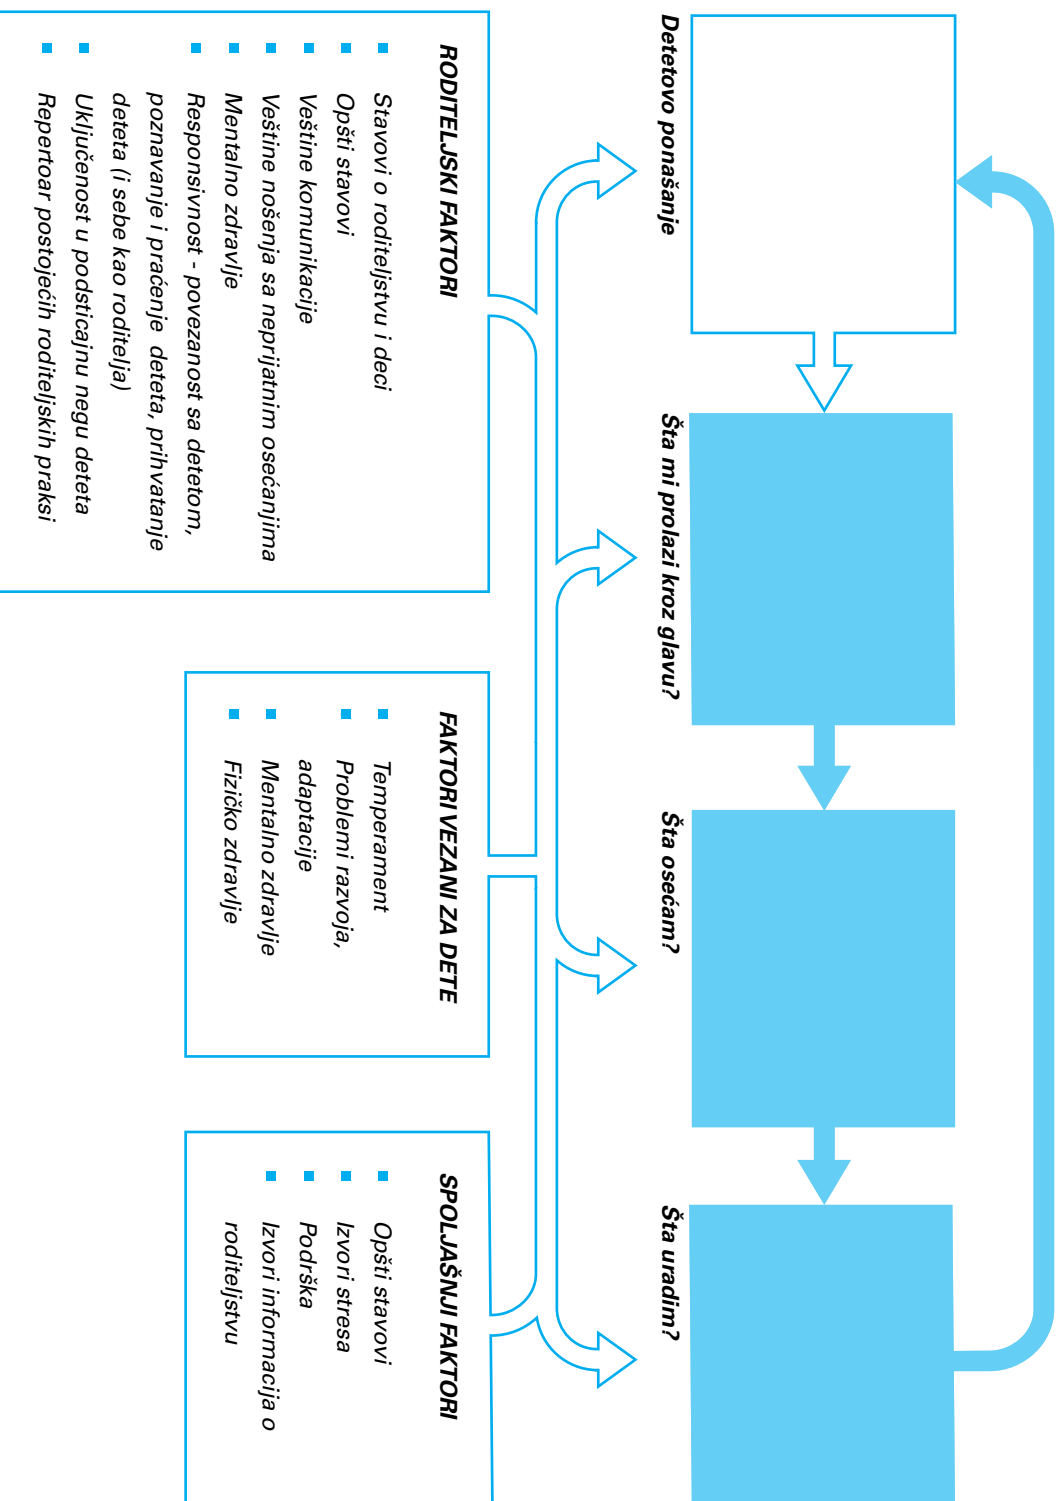 Detetovo ponašanje
Šta mi prolazi kroz glavu?
Šta osećam?
Šta uradim?
RODITELJSKI FAKTORI
Stavovi o roditeljstvu i deci
Opšti stavovi
Veštine komunikacije
Veštine nošenja sa neprijatnim osećanjima
Mentalno zdravlje
Responsivnost - povezanost sa detetom,
poznavanje i praćenje deteta, prihvatanje
deteta (i sebe kao roditelja)
Uključenost u podsticajnu negu deteta
Repertoar postojećih roditeljskih praksi
FAKTORI VEZANI ZA DETE
Temperament
Problemi razvoja,
adaptacije
Mentalno zdravlje
Fizičko zdravlje
SPOLJAŠNJI FAKTORI
Opšti stavovi
Izvori stresa
Podrška
Izvori informacija o
roditeljstvu